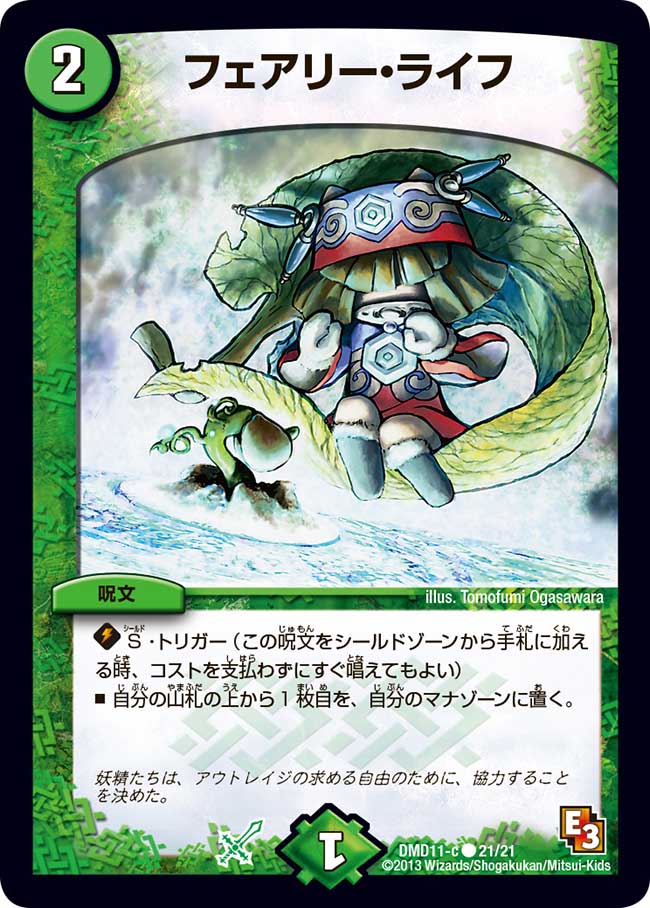 2
フェアリー・ライフ
呪文
illus. Tomofumi Ogasawara
S・トリガー（この呪文をシールドゾーンから手札に加え
る時、コストを支払わずにすぐ唱えてもよい）
■ 自分の山札の上から１枚目を、自分のマナゾーンに置く。
妖精たちは、アウトレイジの求める自由のために、協力すること
を決めた。
1
DMD11-c●21/21
©2013 Wizards/Shogakukan/Mitsui-Kids
E3